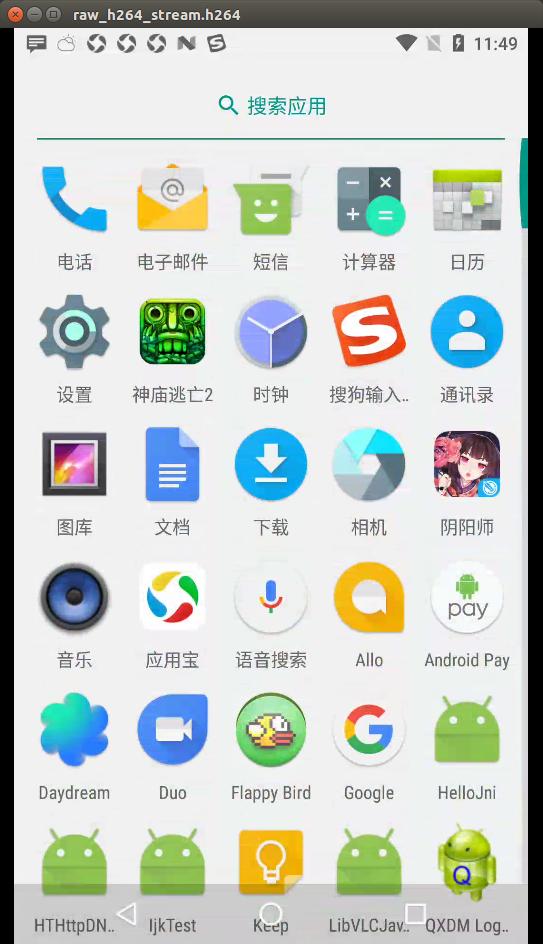 raw_h264_stream.h264
11:49
搜索应用
电话
电子邮件
短信
计算器
日历
设置
神庙逃亡2
时钟
搜狗输入..
通讯录
图库
文档
下载
相机
阴阳师
pay
音乐
应用宝
语音搜索
Allo
Android Pay
Daydream
Duo
Flappy Bird
Google
HelloJni
Q
HTHttpDN..
IjkTest
Keep
LibVLCJav..
QXDM Log..